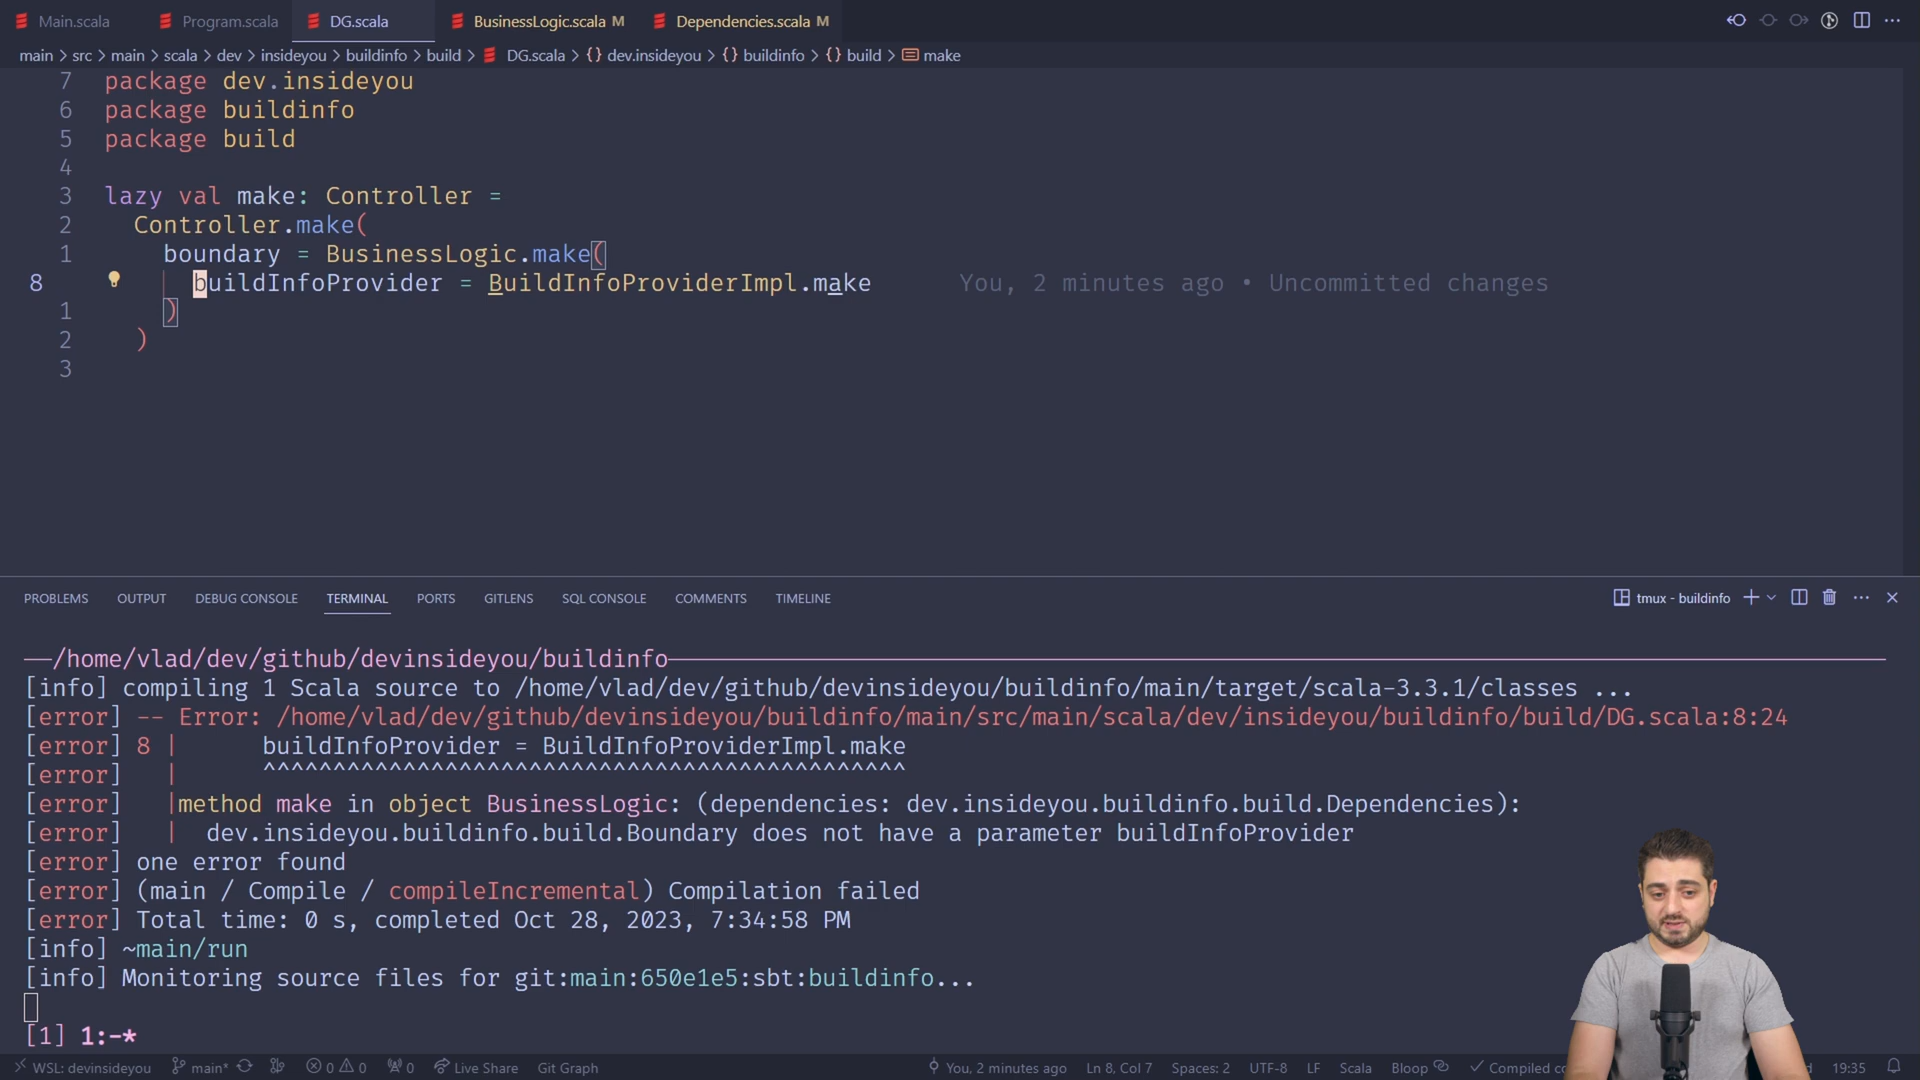 Main.scala Program.scala DG.scala BusinessLogic.scala M Dependencies.scala M
main > src > main > scala > dev > insideyou > buildinfo > build > DG.scala > {} dev.insideyou > {} buildinfo > {} build > make
7 package dev.insideyou
6 package buildinfo
5 package build
4
3 lazy val make: Controller =
2 Controller.make(
1 boundary = BusinessLogic.make(
8 buildInfoProvider = BuildInfoProviderImpl.make You, 2 minutes ago • Uncommitted changes
1 )
2 )
3
PROBLEMS OUTPUT DEBUG CONSOLE TERMINAL PORTS GITLENS SQL CONSOLE COMMENTS TIMELINE tmux - buildinfo
——/home/vlad/dev/github/devinsideyou/buildinfo——
[info] compiling 1 Scala source to /home/vlad/dev/github/devinsideyou/buildinfo/main/target/scala-3.3.1/classes ...
[error] -- Error: /home/vlad/dev/github/devinsideyou/buildinfo/main/src/main/scala/dev/insideyou/buildinfo/build/DG.scala:8:24
[error] 8 | buildInfoProvider = BuildInfoProviderImpl.make
[error] | ^^^^^^^^^^^^^^^^^^^^^^^^^^^^^^^^^^^^^^^^^^^^^^
[error] |method make in object BusinessLogic: (dependencies: dev.insideyou.buildinfo.build.Dependencies):
[error] | dev.insideyou.buildinfo.build.Boundary does not have a parameter buildInfoProvider
[error] one error found
[error] (main / Compile / compileIncremental) Compilation failed
[error] Total time: 0 s, completed Oct 28, 2023, 7:34:58 PM
[info] ~main/run
[info] Monitoring source files for git:main:650e1e5:sbt:buildinfo...
[1] 1:-*
WSL: devinsideyou main* 0 0 0 Live Share Git Graph You, 2 minutes ago Ln 8, Col 7 Spaces: 2 UTF-8 LF Scala Bloop Compiled 19:35